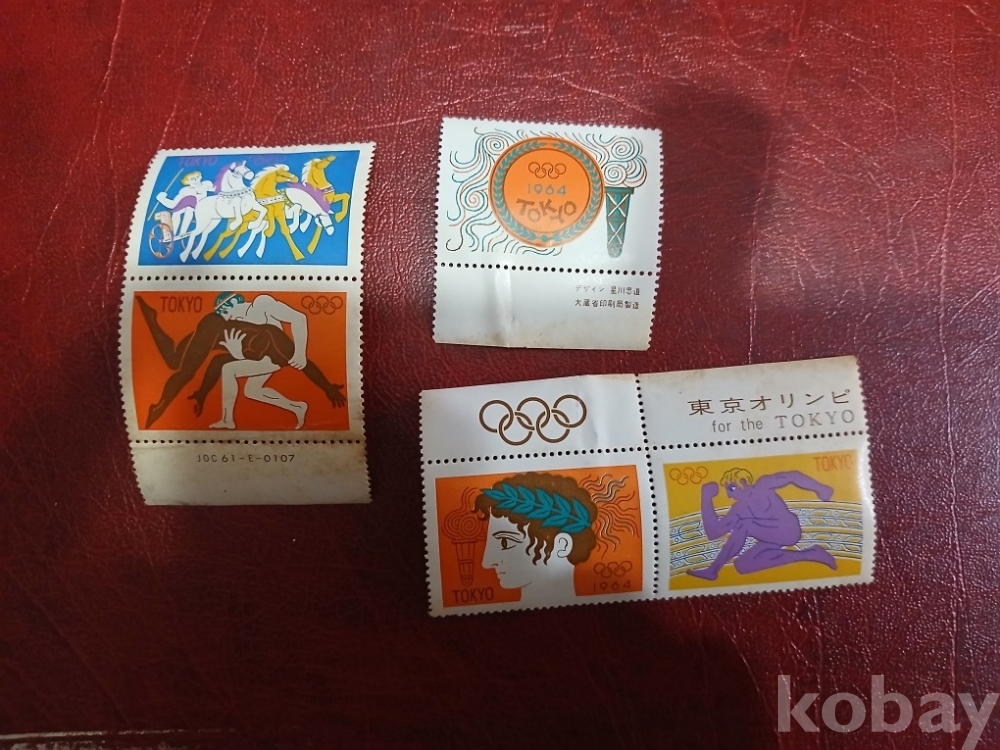 TOKYO
TOKYO
JOC 61-E-0107
1964
TOKYO
デザイン 星川忠道
大蔵省印刷局製造
東京オリンピ
for the TOKYO
TOKYO
1964
TOKYO
kobay